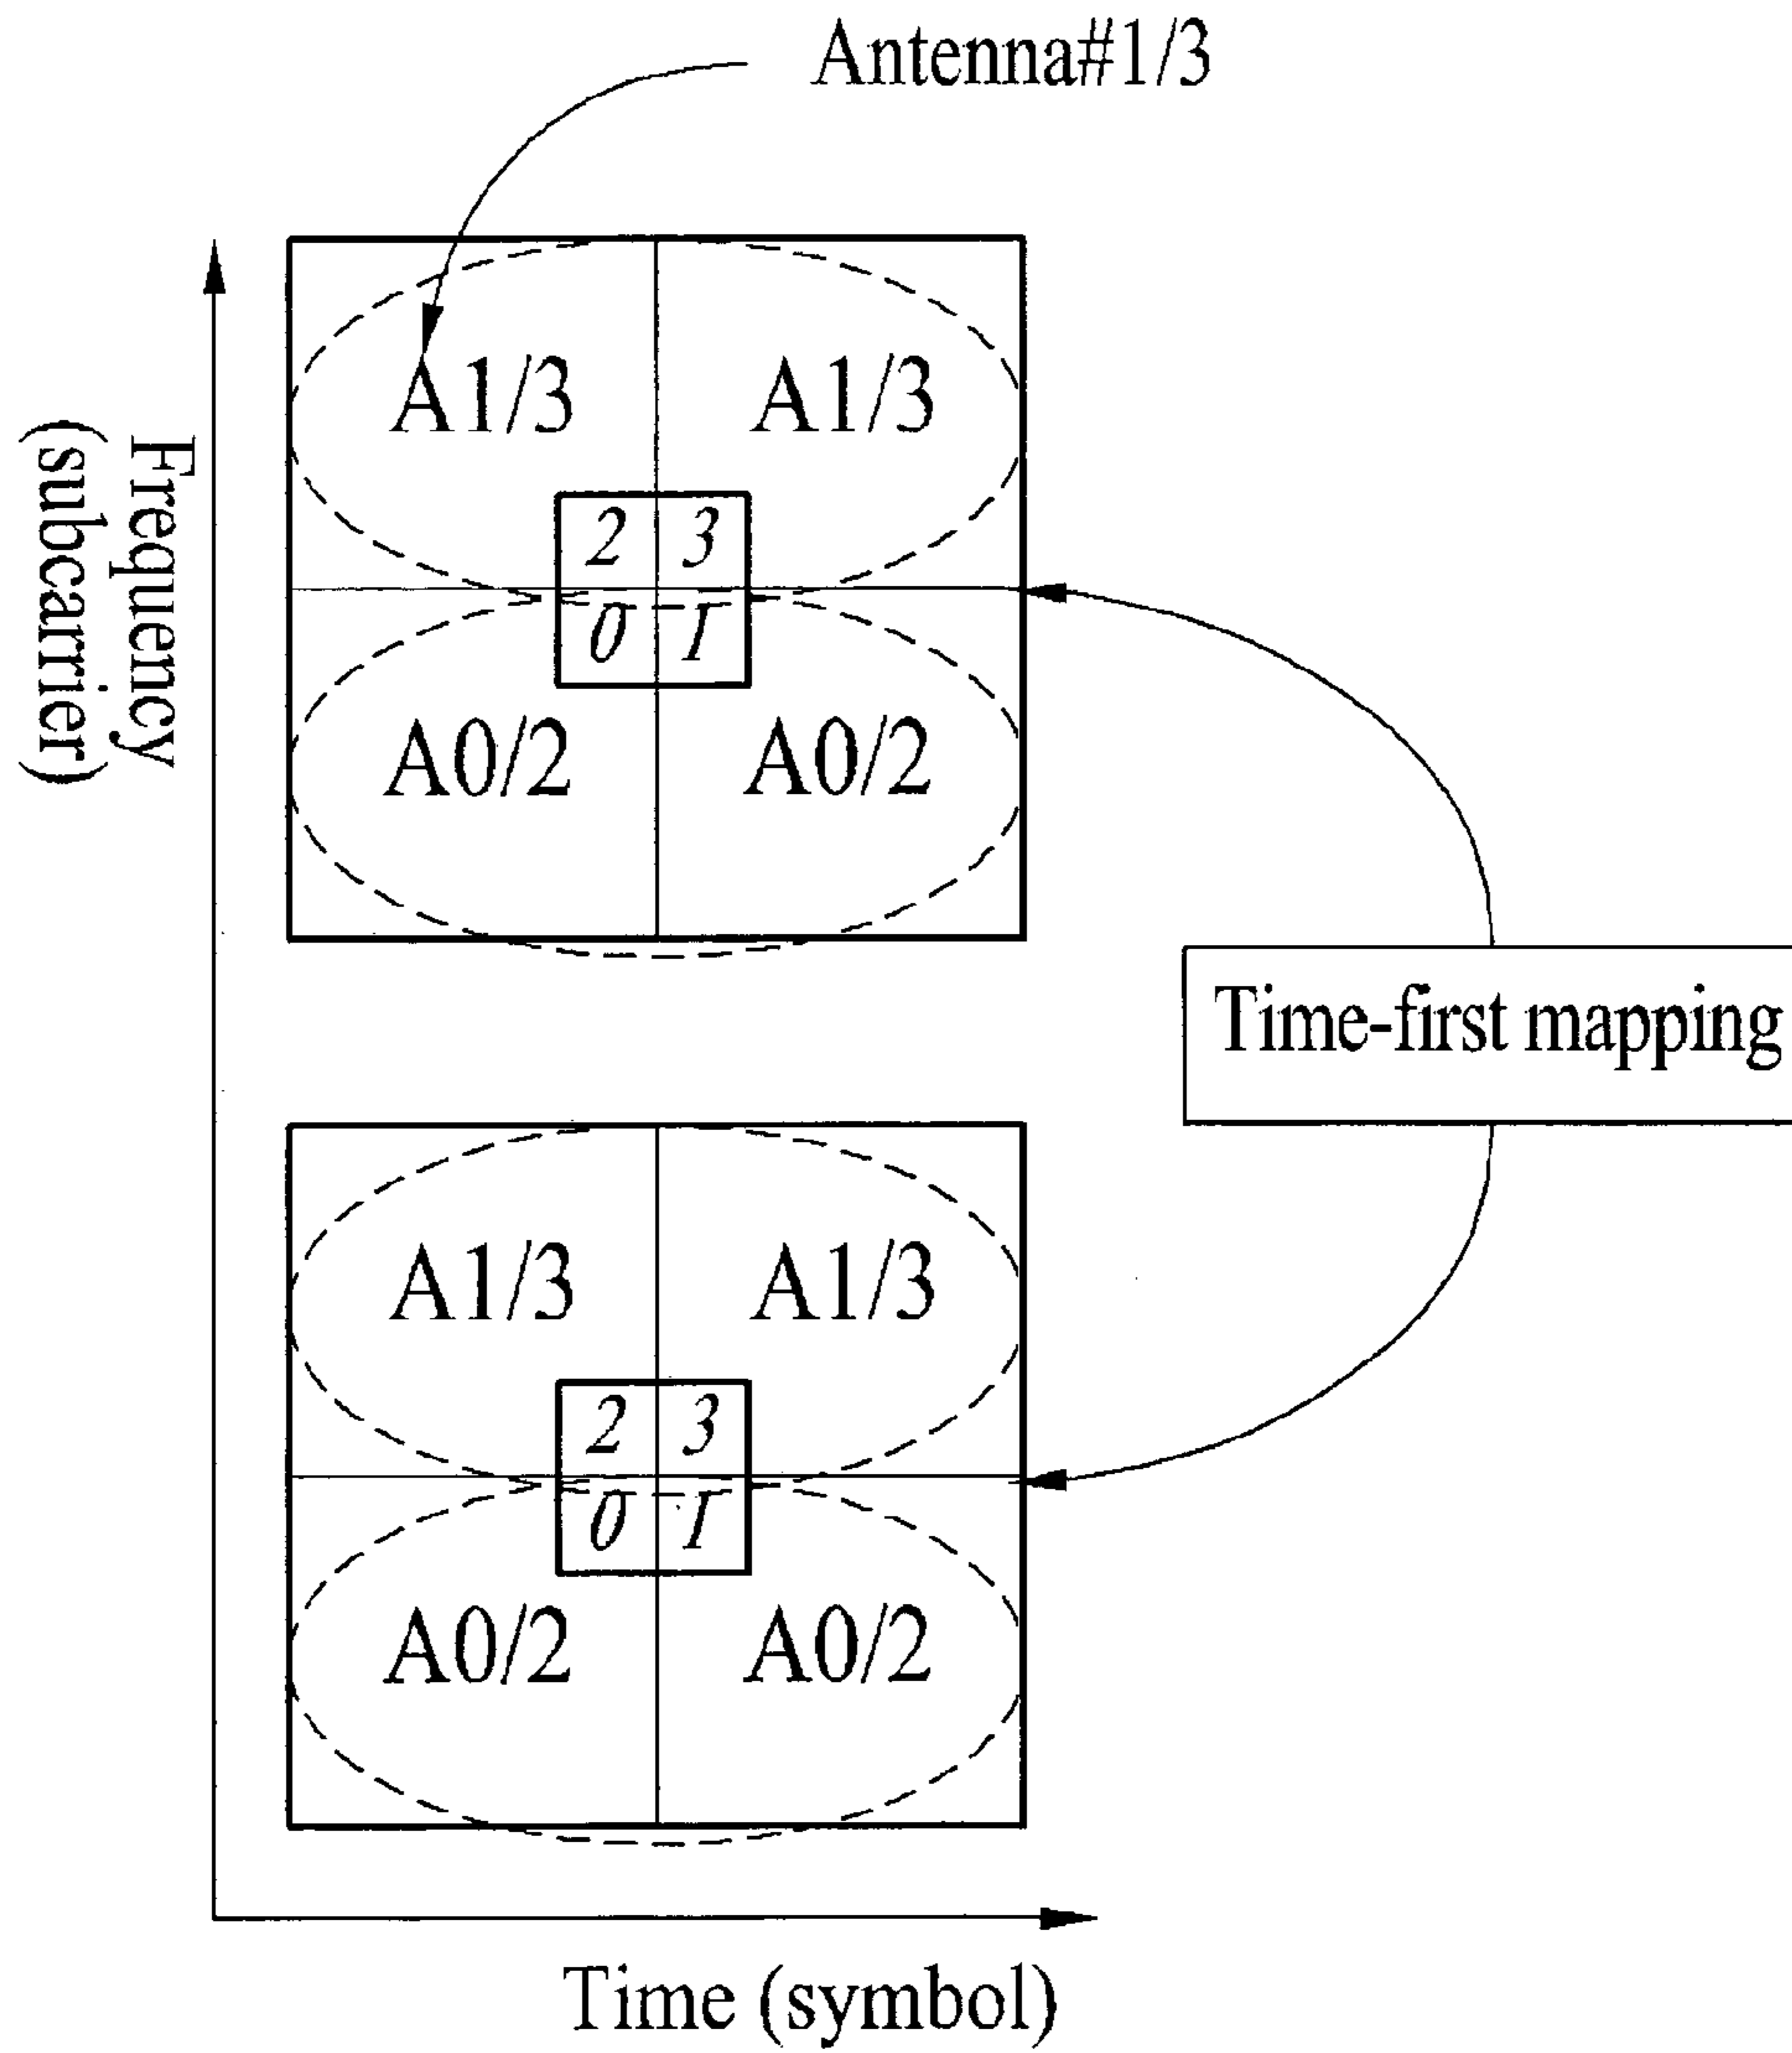 Antenna#1/3
A1/3 A1/3
2 3
0 1
A0/2 A0/2
Frequency
(subcarrier)
Time-first mapping
A1/3 A1/3
2 3
0 1
A0/2 A0/2
Time (symbol)